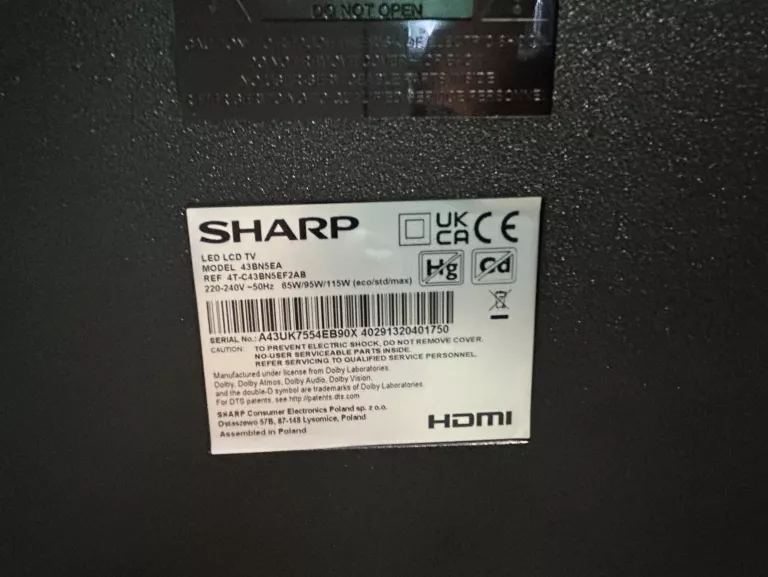 DO NOT OPEN
SHARP
UK
CA CE
LED LCD TV
MODEL 43BN5EA
REF 4T-C43BN5EF2AB
220-240V ~50Hz 65W/95W/115W (eco/std/max)
Hg Cd
SERIAL No.: A43UK7554EB90X 40291320401750
CAUTION: TO PREVENT ELECTRIC SHOCK, DO NOT REMOVE COVER.
NO-USER SERVICEABLE PARTS INSIDE.
REFER SERVICING TO QUALIFIED SERVICE PERSONNEL.
Manufactured under license from Dolby Laboratories.
Dolby, Dolby Atmos, Dolby Audio, Dolby Vision,
and the double-D symbol are trademarks of Dolby Laboratories.
For DTS patents, see http://patents.dts.com
SHARP Consumer Electronics Poland sp. z o.o.
Ostaszewo 57B, 87-148 Lysomice, Poland
Assembled in Poland
HDMI